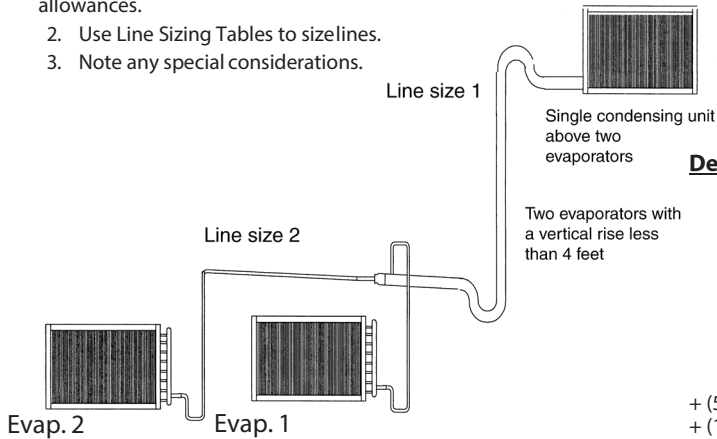 allowances.
2. Use Line Sizing Tables to sizelines.
3. Note any special considerations.
Line size 1
Single condensing unit
above two
evaporators
Two evaporators with
a vertical rise less
than 4 feet
Line size 2
Evap. 2
Evap. 1